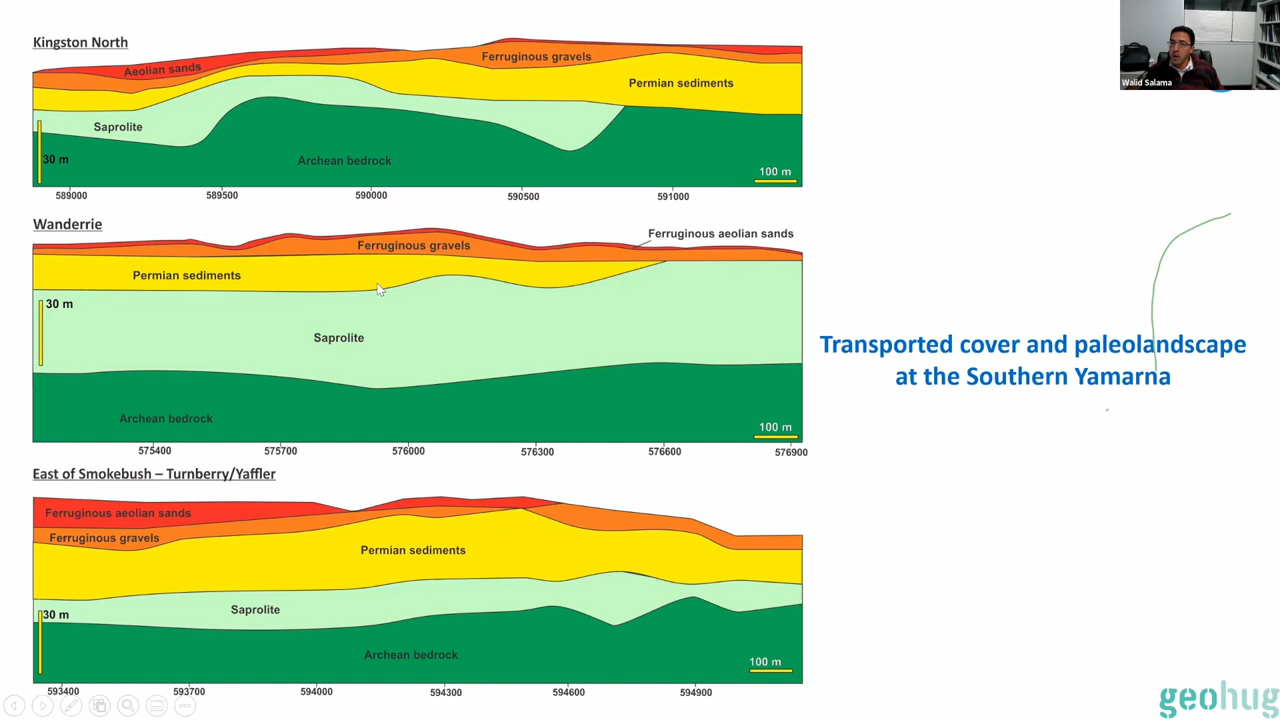 Kingston North
Aeolian sands
Ferruginous gravels
Permian sediments
Saprolite
30 m
Archean bedrock
100 m
589000 589500 590000 590500 591000
Wanderrie
Ferruginous aeolian sands
Ferruginous gravels
Permian sediments
30 m
Saprolite
Archean bedrock
100 m
575400 575700 576000 576300 576600 576900
East of Smokebush – Turnberry/Yaffler
Ferruginous aeolian sands
Ferruginous gravels
Permian sediments
Saprolite
30 m
Archean bedrock
100 m
593400 593700 594000 594300 594600 594900
Walid Salama
Transported cover and paleolandscape
at the Southern Yamarna
geohug